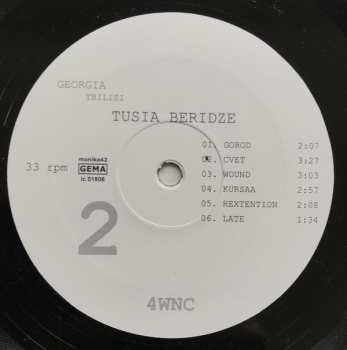 GEORGIA
TBILISI
TUSIA BERIDZE
01. GOROD 2:07
02. CVET 3:27
03. WOUND 3:03
04. KURSAA 2:57
05. HEXTENTION 2:08
06. LATE 1:34
33 rpm
monika42
GEMA
lc 01806
2
4WNC